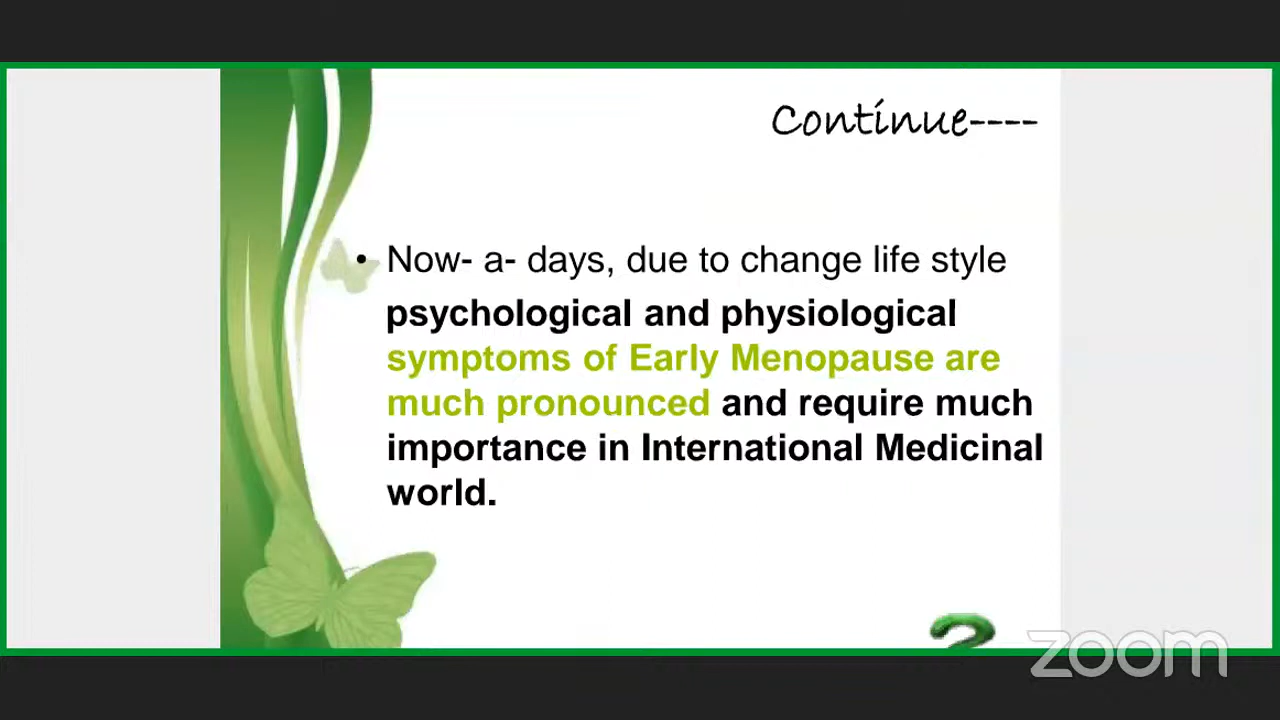 Continue----
• Now- a- days, due to change life style
psychological and physiological
symptoms of Early Menopause are
much pronounced and require much
importance in International Medicinal
world.
zoom